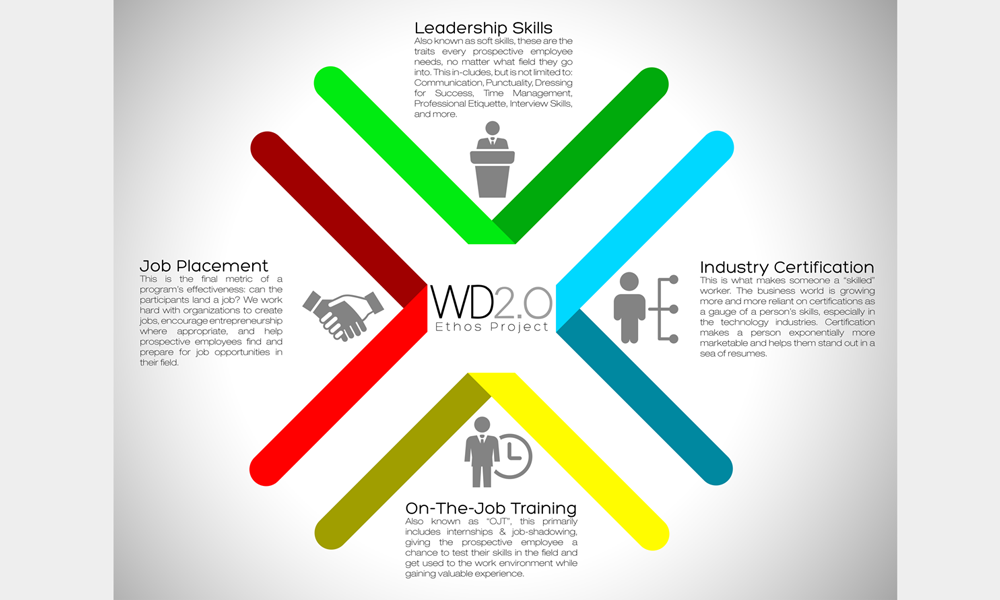 Leadership Skills
Also known as soft skills, these are the
traits every prospective employee
needs, no matter what field they go
into. This in-cludes, but is not limited to:
Communication, Punctuality, Dressing
for Success, Time Management,
Professional Etiquette, Interview Skills,
and more.
Job Placement
This is the final metric of a
program's effectiveness: can the
participants land a job? We work
hard with organizations to create
jobs, encourage entrepreneurship
where appropriate, and help
prospective employees find and
prepare for job opportunities in
their field.
WD2.0
Ethos Project
Industry Certification
This is what makes someone a “skilled”
worker. The business world is growing
more and more reliant on certifications as
a gauge of a person's skills, especially in
the technology industries. Certification
makes a person exponentially more
marketable and helps them stand out in a
sea of resumes.
On-The-Job Training
Also known as “OJT”, this primarily
includes internships & job-shadowing,
giving the prospective employee a
chance to test their skills in the field and
get used to the work environment while
gaining valuable experience.